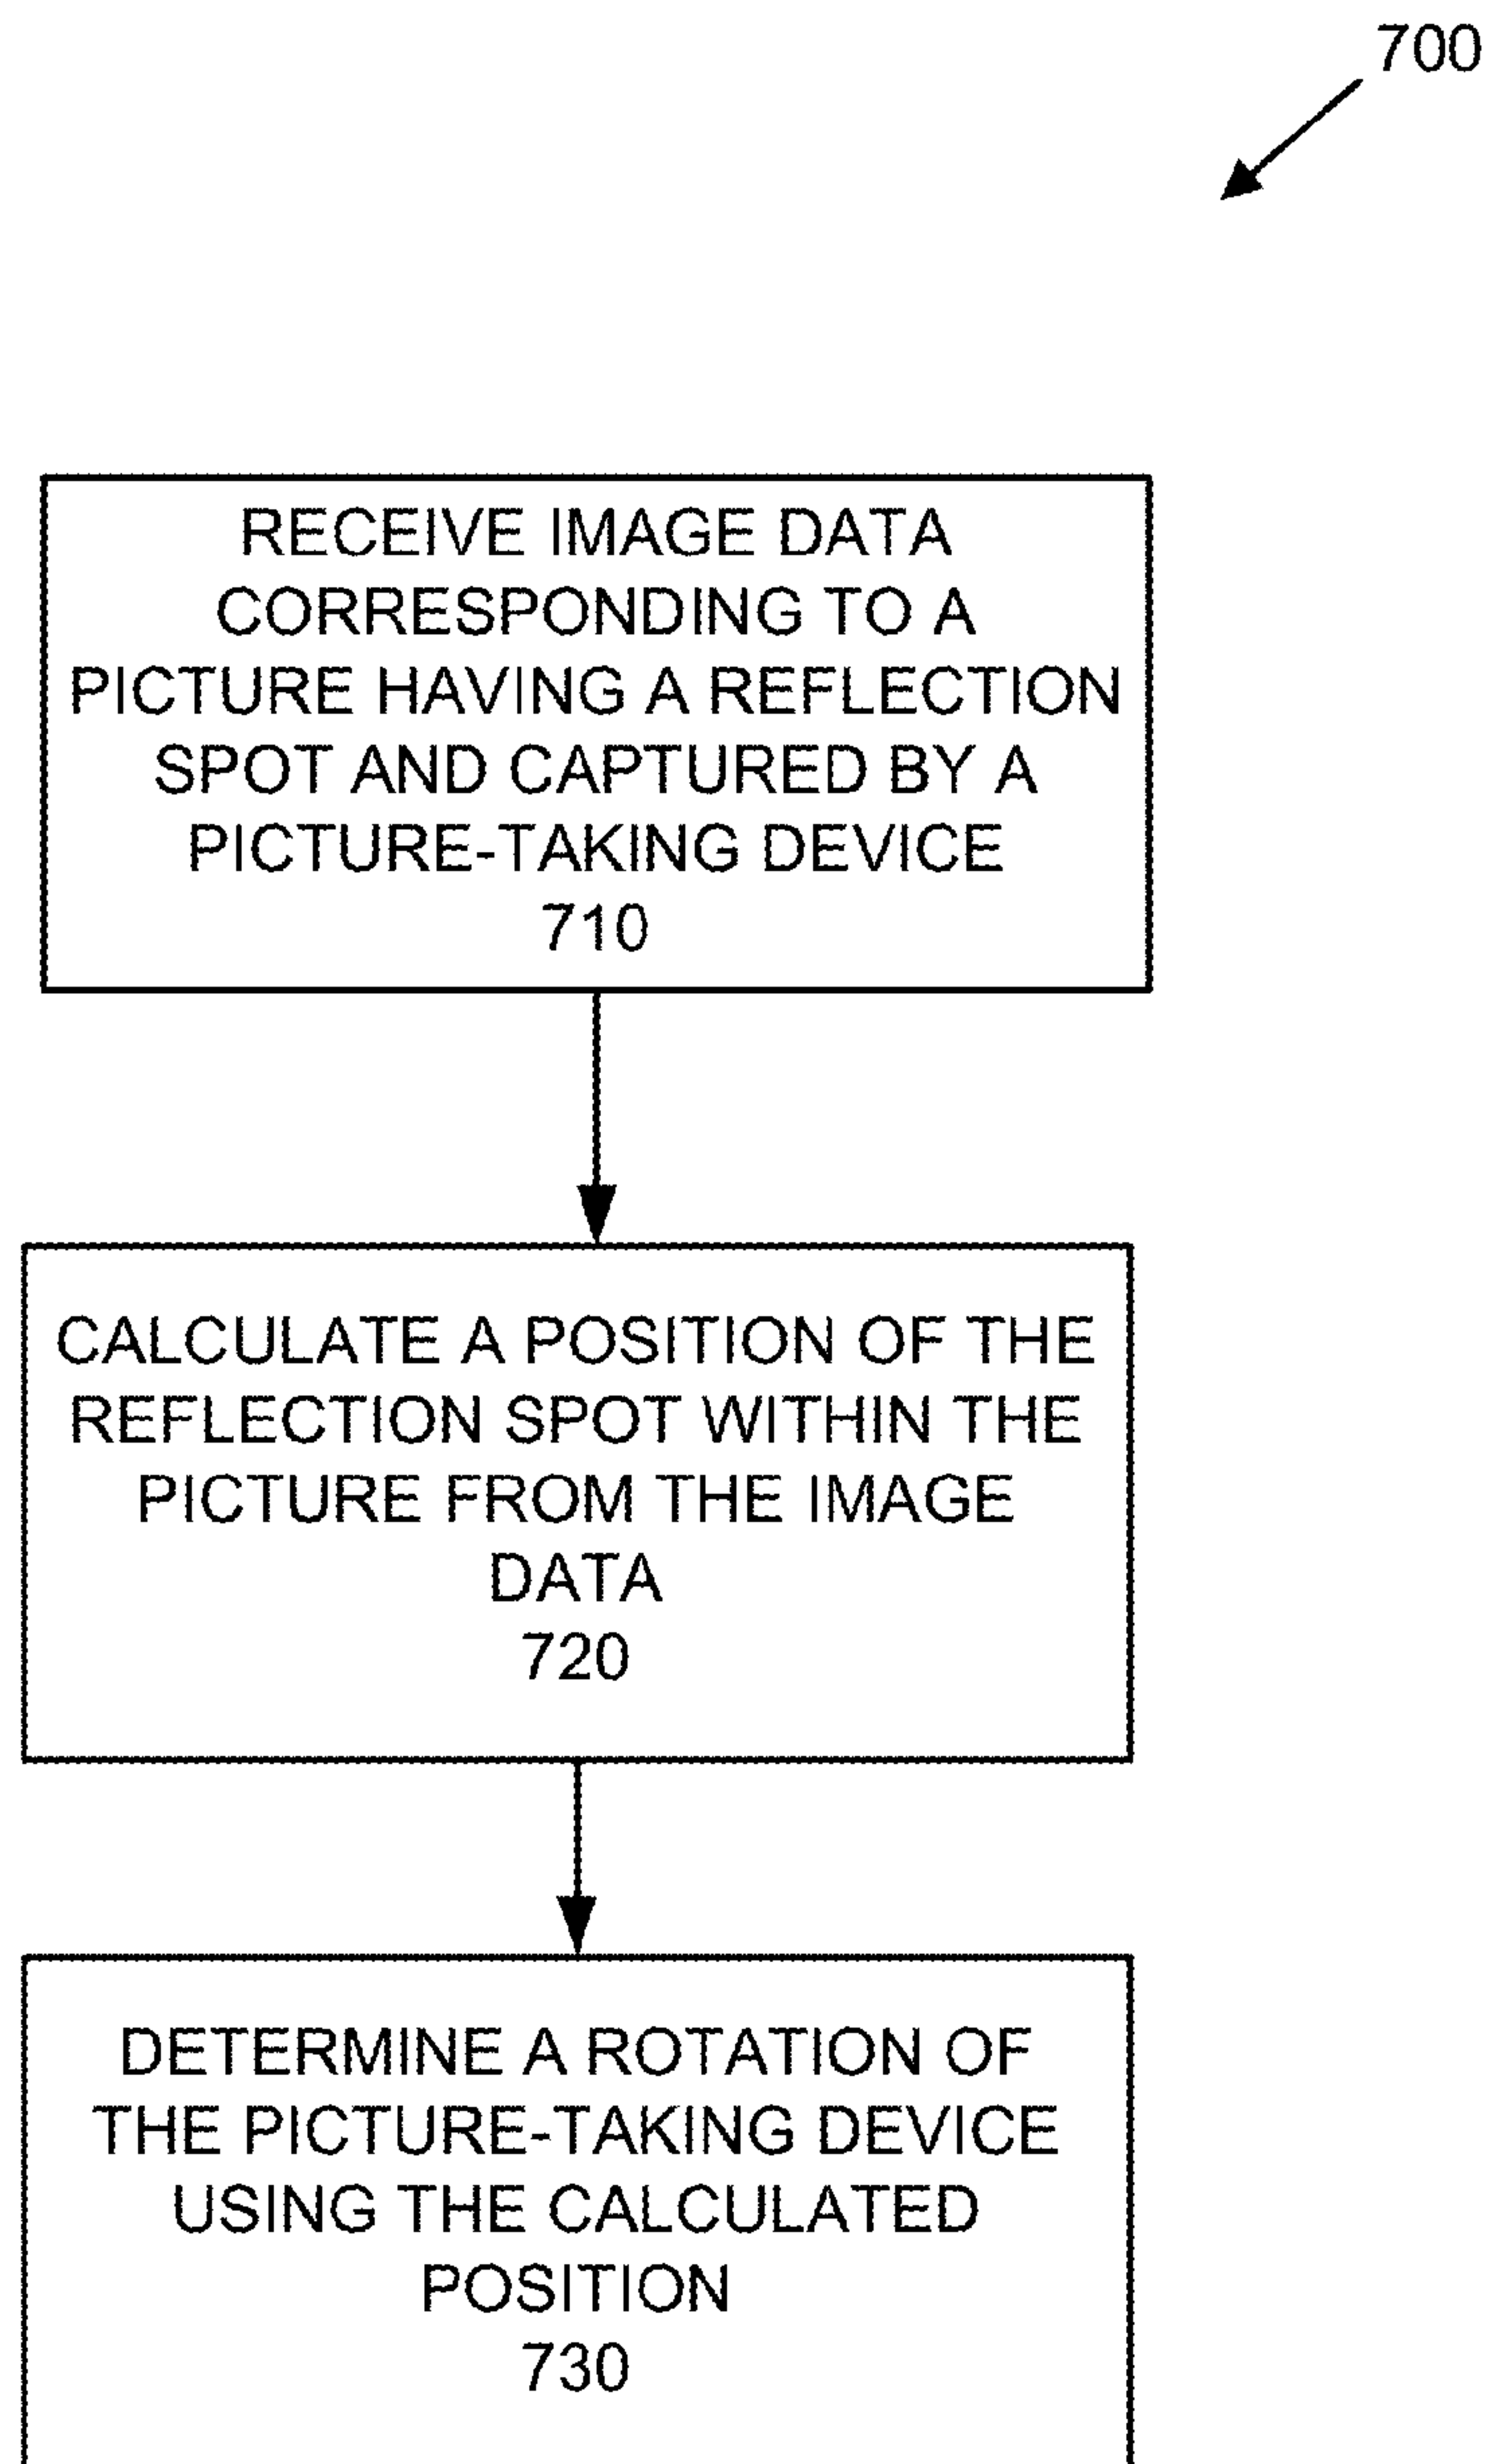 700
RECEIVE IMAGE DATA
CORRESPONDING TO A
PICTURE HAVING A REFLECTION
SPOT AND CAPTURED BY A
PICTURE-TAKING DEVICE
710
CALCULATE A POSITION OF THE
REFLECTION SPOT WITHIN THE
PICTURE FROM THE IMAGE
DATA
720
DETERMINE A ROTATION OF
THE PICTURE-TAKING DEVICE
USING THE CALCULATED
POSITION
730